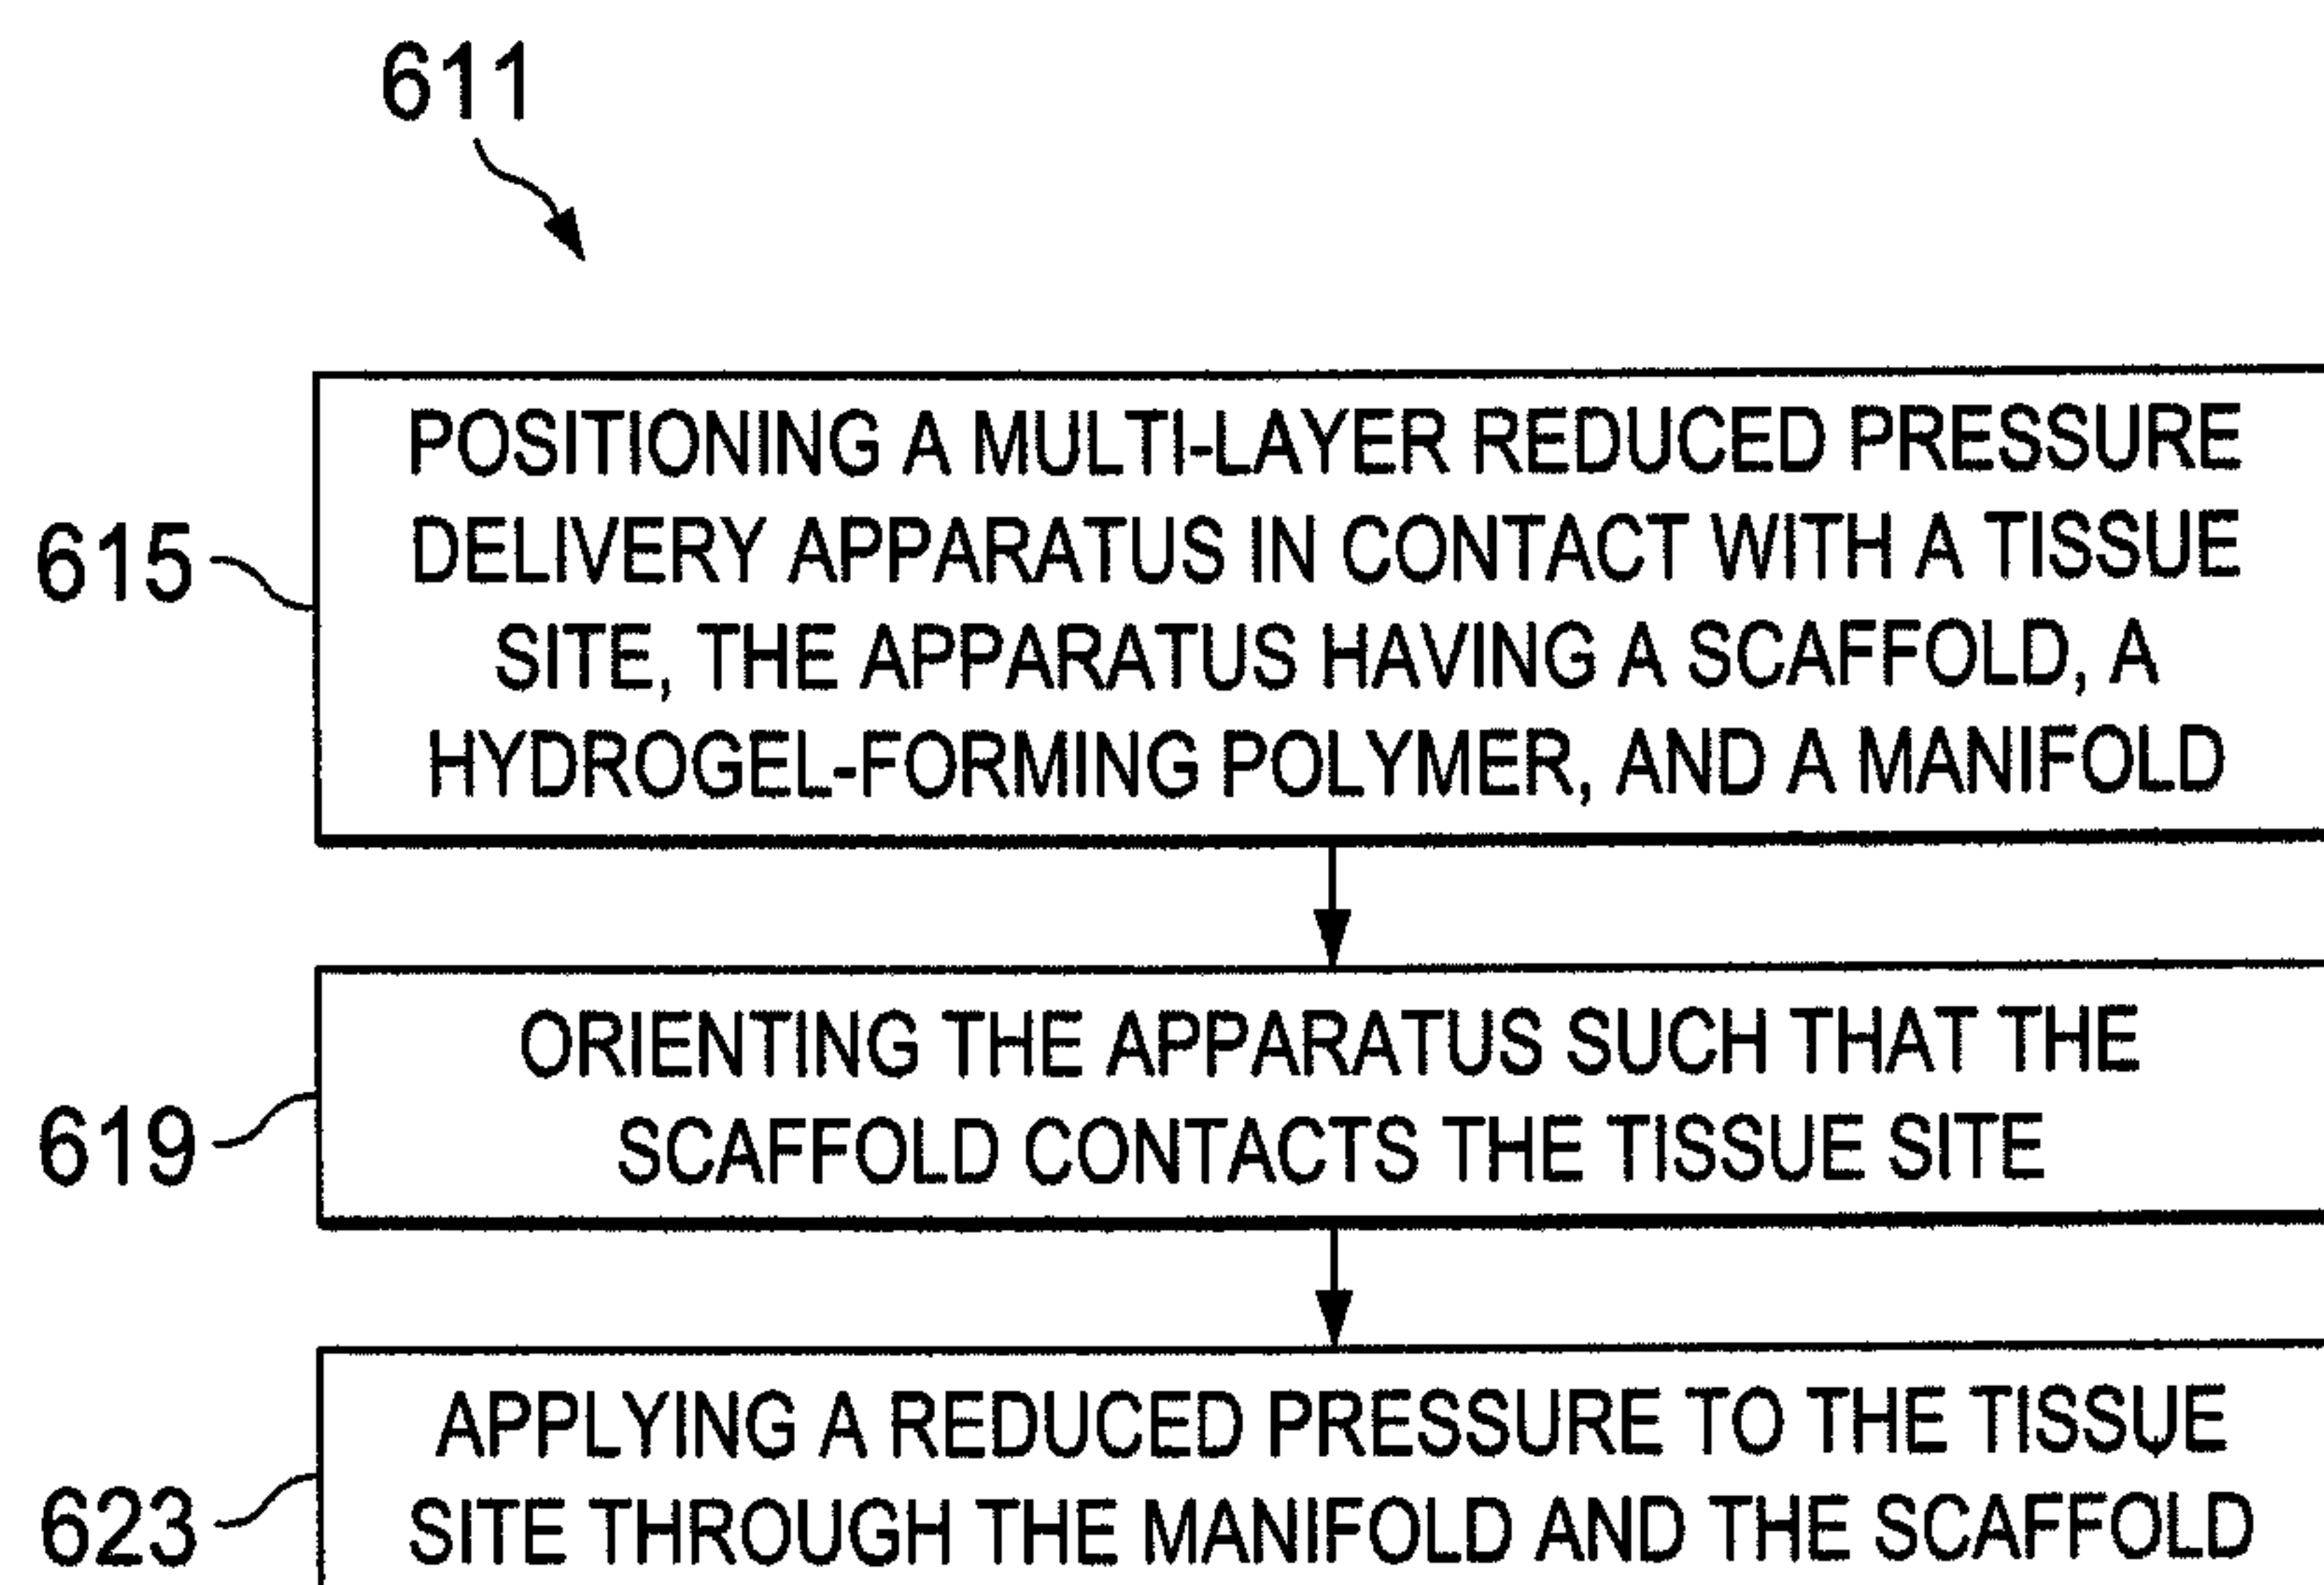 611
615
POSITIONING A MULTI-LAYER REDUCED PRESSURE
DELIVERY APPARATUS IN CONTACT WITH A TISSUE
SITE, THE APPARATUS HAVING A SCAFFOLD, A
HYDROGEL-FORMING POLYMER, AND A MANIFOLD
619
ORIENTING THE APPARATUS SUCH THAT THE
SCAFFOLD CONTACTS THE TISSUE SITE
623
APPLYING A REDUCED PRESSURE TO THE TISSUE
SITE THROUGH THE MANIFOLD AND THE SCAFFOLD